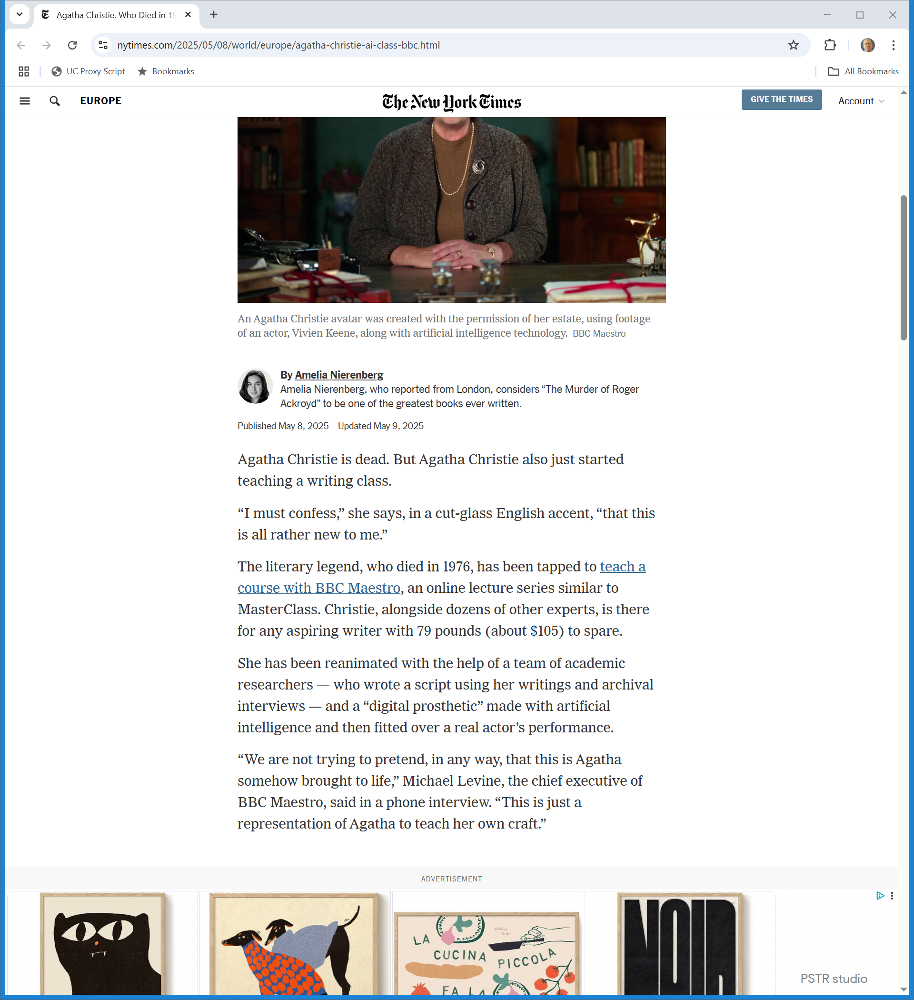 Agatha Christie, Who Died in 19
nytimes.com/2025/05/08/world/europe/agatha-christie-ai-class-bbc.html
UC Proxy Script
Bookmarks
All Bookmarks
EUROPE
The New York Times
GIVE THE TIMES
Account
An Agatha Christie avatar was created with the permission of her estate, using footage
of an actor, Vivien Keene, along with artificial intelligence technology. BBC Maestro
By Amelia Nierenberg
Amelia Nierenberg, who reported from London, considers “The Murder of Roger
Ackroyd” to be one of the greatest books ever written.
Published May 8, 2025 Updated May 9, 2025
Agatha Christie is dead. But Agatha Christie also just started
teaching a writing class.
“I must confess,” she says, in a cut-glass English accent, “that this
is all rather new to me.”
The literary legend, who died in 1976, has been tapped to teach a
course with BBC Maestro, an online lecture series similar to
MasterClass. Christie, alongside dozens of other experts, is there
for any aspiring writer with 79 pounds (about $105) to spare.
She has been reanimated with the help of a team of academic
researchers — who wrote a script using her writings and archival
interviews — and a “digital prosthetic” made with artificial
intelligence and then fitted over a real actor’s performance.
“We are not trying to pretend, in any way, that this is Agatha
somehow brought to life,” Michael Levine, the chief executive of
BBC Maestro, said in a phone interview. “This is just a
representation of Agatha to teach her own craft.”
ADVERTISEMENT
LA
CUCINA
PICCOLA
FA LA
NOIR
PSTR studio